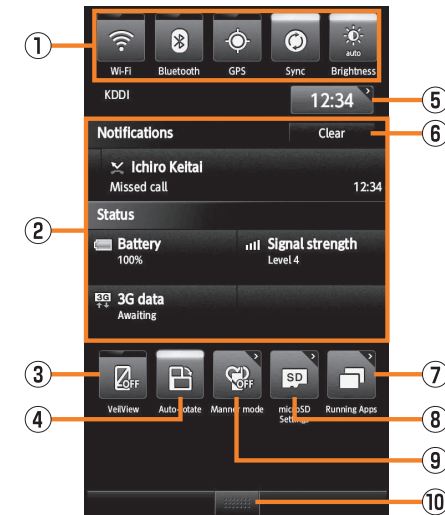 ①
auto
Wi-Fi Bluetooth GPS Sync Brightness
KDDI 12:34 ⑤
Notifications Clear ⑥
Ichiro Keitai
Missed call 12:34
Status
②
Battery Signal strength
100% Level 4
3G 3G data
Awaiting
③ OFF OFF SD ⑦
④ VeilView Auto-rotate Manner mode microSD Settings Running Apps ⑧
⑨
⑩